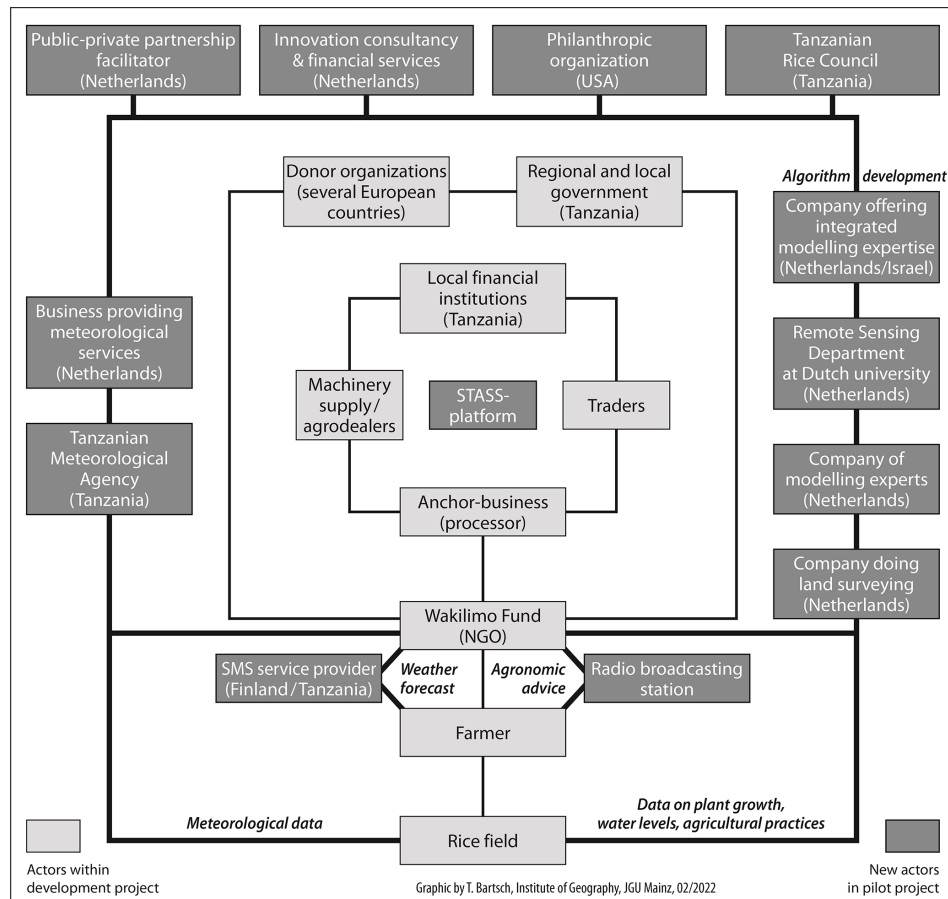 Public-private partnership
facilitator
(Netherlands)
Innovation consultancy
& financial services
(Netherlands)
Philanthropic
organization
(USA)
Tanzanian
Rice Council
(Tanzania)
Donor organizations
(several European
countries)
Regional and local
government
(Tanzania)
Algorithm development
Company offering
integrated
modelling expertise
(Netherlands/Israel)
Local financial
institutions
(Tanzania)
Business providing
meteorological
services
(Netherlands)
Remote Sensing
Department
at Dutch university
(Netherlands)
Machinery
supply/
agrodealers
STASS-
platform
Traders
Tanzanian
Meteorological
Agency
(Tanzania)
Company of
modelling experts
(Netherlands)
Anchor-business
(processor)
Company doing
land surveying
(Netherlands)
Wakilimo Fund
(NGO)
SMS service provider
(Finland/Tanzania)
Weather
forecast
Agronomic
advice
Radio broadcasting
station
Farmer
Meteorological data
Data on plant growth,
water levels, agricultural practices
Rice field
Actors within
development project
Graphic by T. Bartsch, Institute of Geography, JGU Mainz, 02/2022
New actors
in pilot project